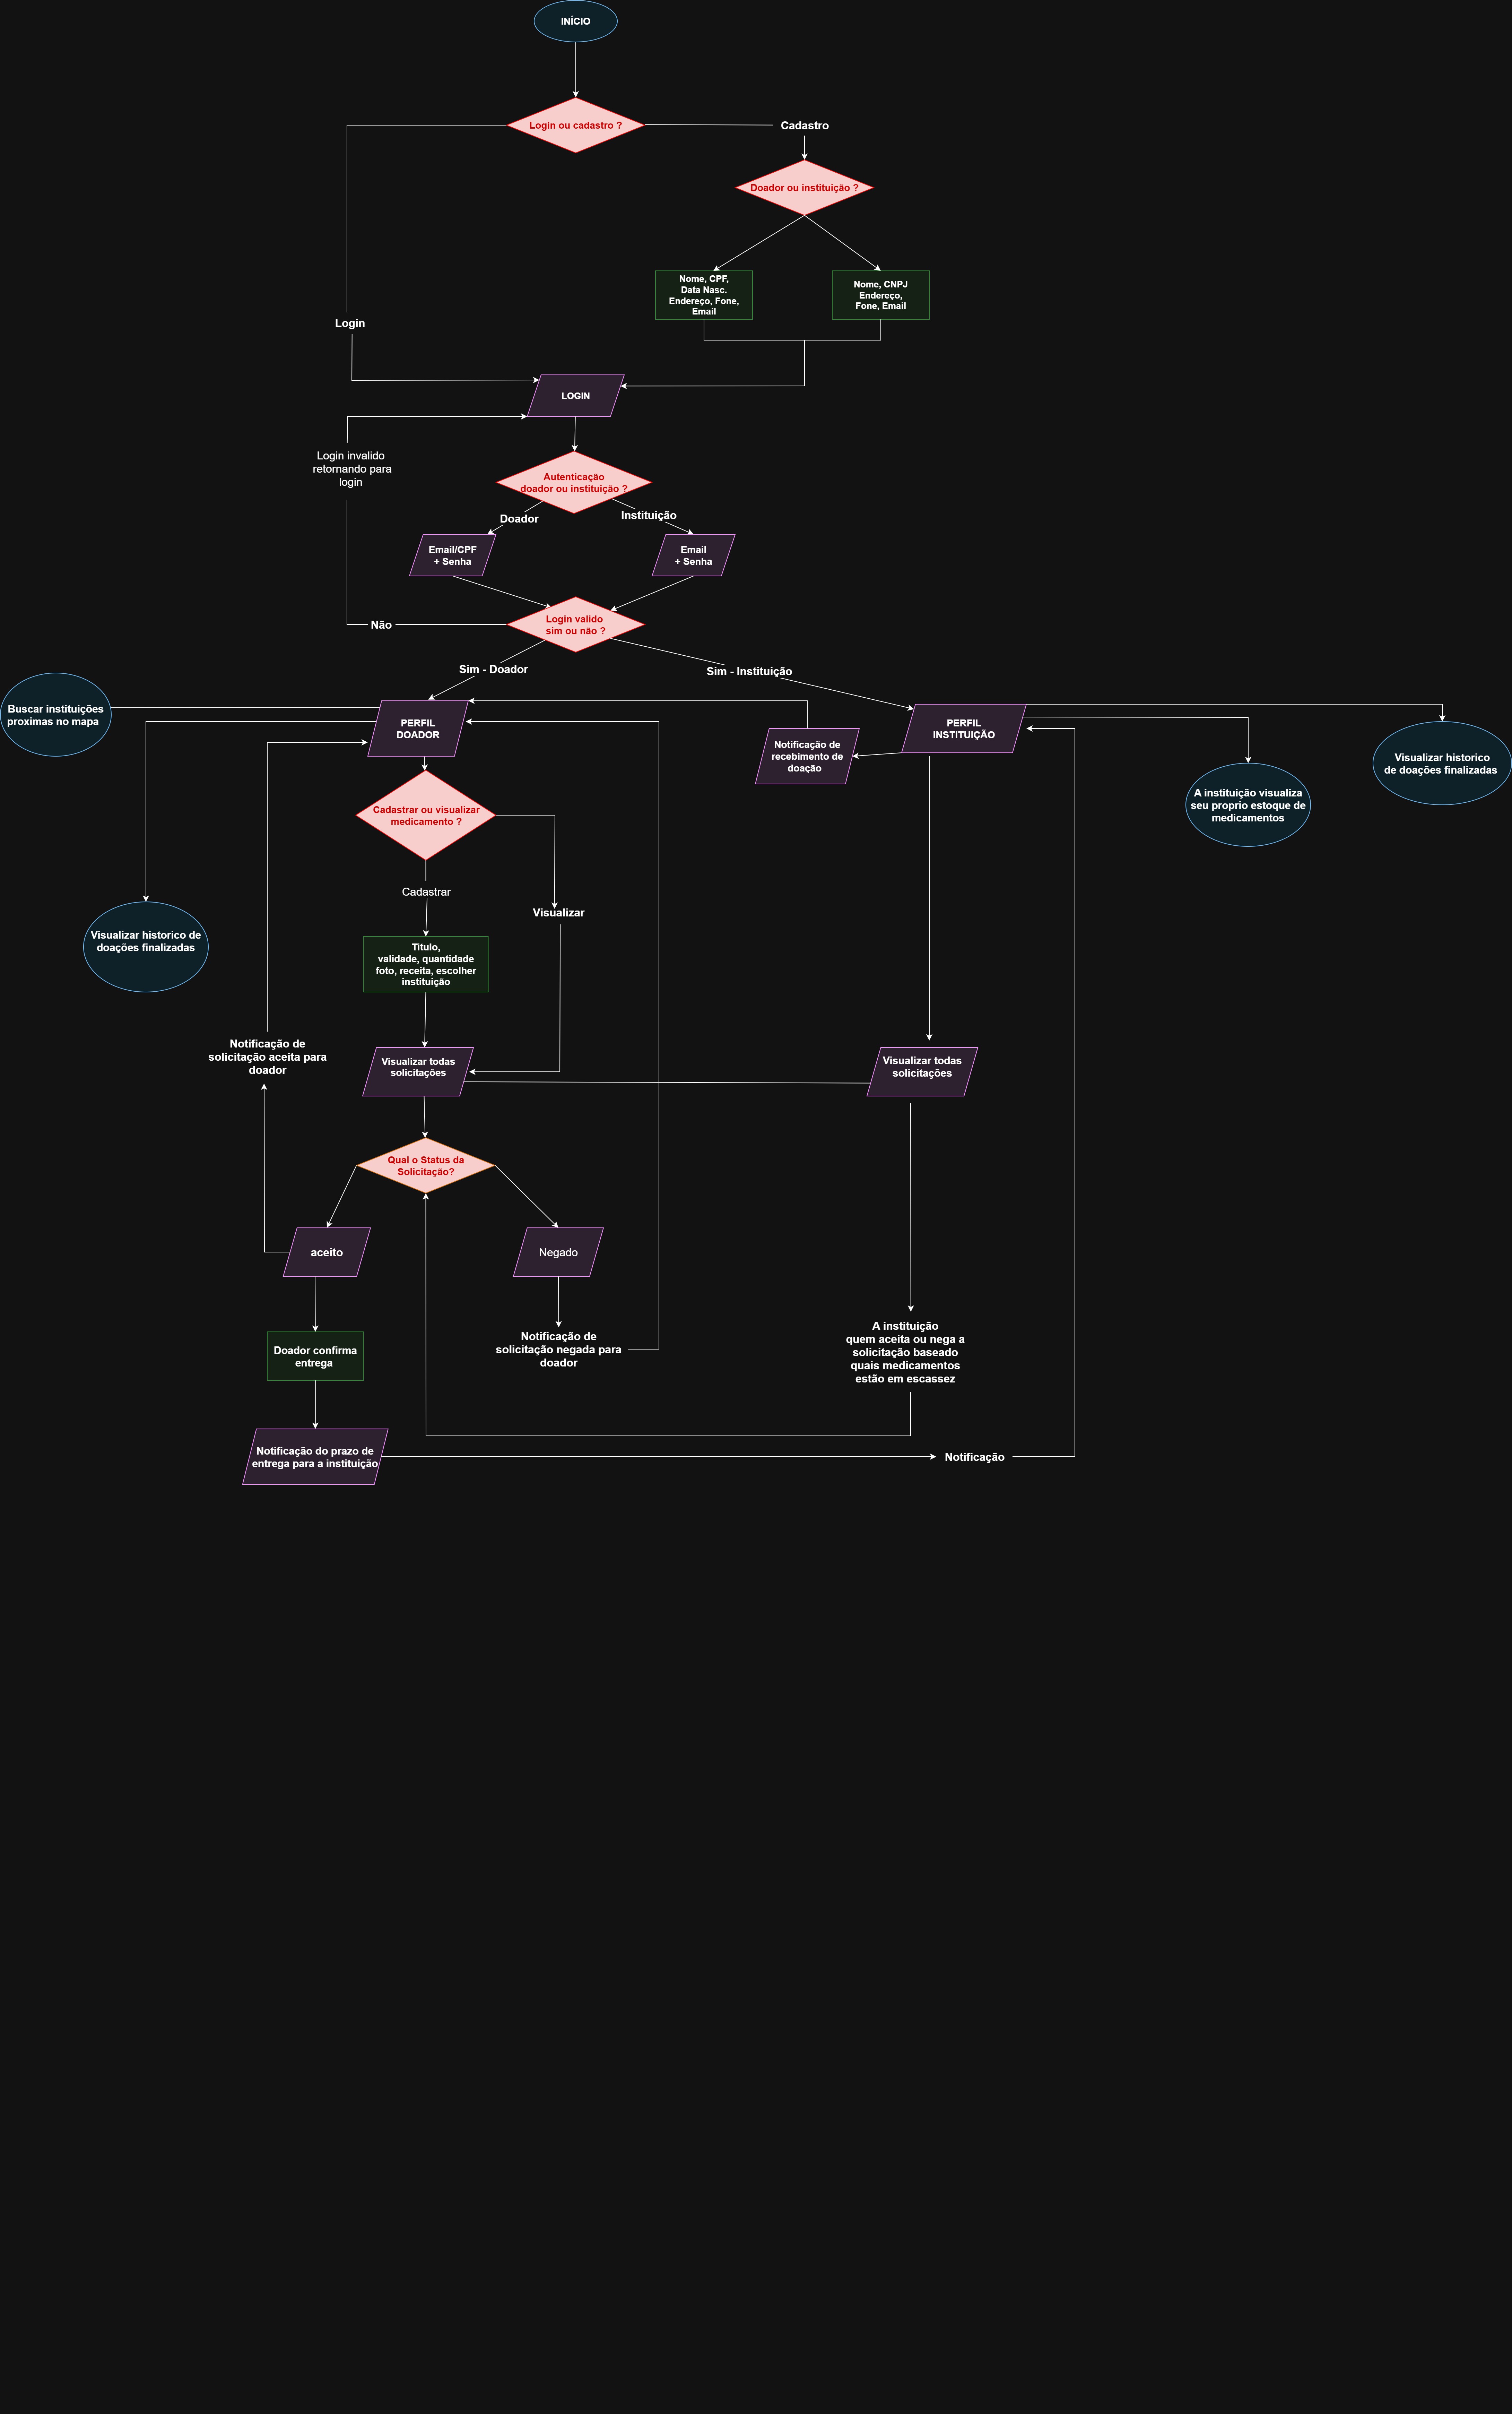 INÍCIO
Login ou cadastro ?
Cadastro
Doador ou instituição ?
Nome, CPF,
Data Nasc.
Endereço, Fone,
Email
Nome, CNPJ
Endereço,
Fone, Email
Login
LOGIN
Login invalido
retornando para
login
Autenticação
doador ou instituição ?
Doador
Instituição
Email/CPF
+ Senha
Email
+ Senha
Login valido
sim ou não ?
Não
Sim - Doador
Sim - Instituição
Buscar instituições
proximas no mapa
PERFIL
DOADOR
PERFIL
INSTITUIÇÃO
Notificação de
recebimento de
doação
Visualizar historico
de doações finalizadas
A instituição visualiza
seu proprio estoque de
medicamentos
Cadastrar ou visualizar
medicamento ?
Cadastrar
Visualizar
Visualizar historico de
doações finalizadas
Titulo,
validade, quantidade
foto, receita, escolher
instituição
Notificação de
solicitação aceita para
doador
Visualizar todas
solicitações
Visualizar todas
solicitações
Qual o Status da
Solicitação?
aceito
Negado
Notificação de
solicitação negada para
doador
A instituição
quem aceita ou nega a
solicitação baseado
quais medicamentos
estão em escassez
Doador confirma
entrega
Notificação do prazo de
entrega para a instituição
Notificação